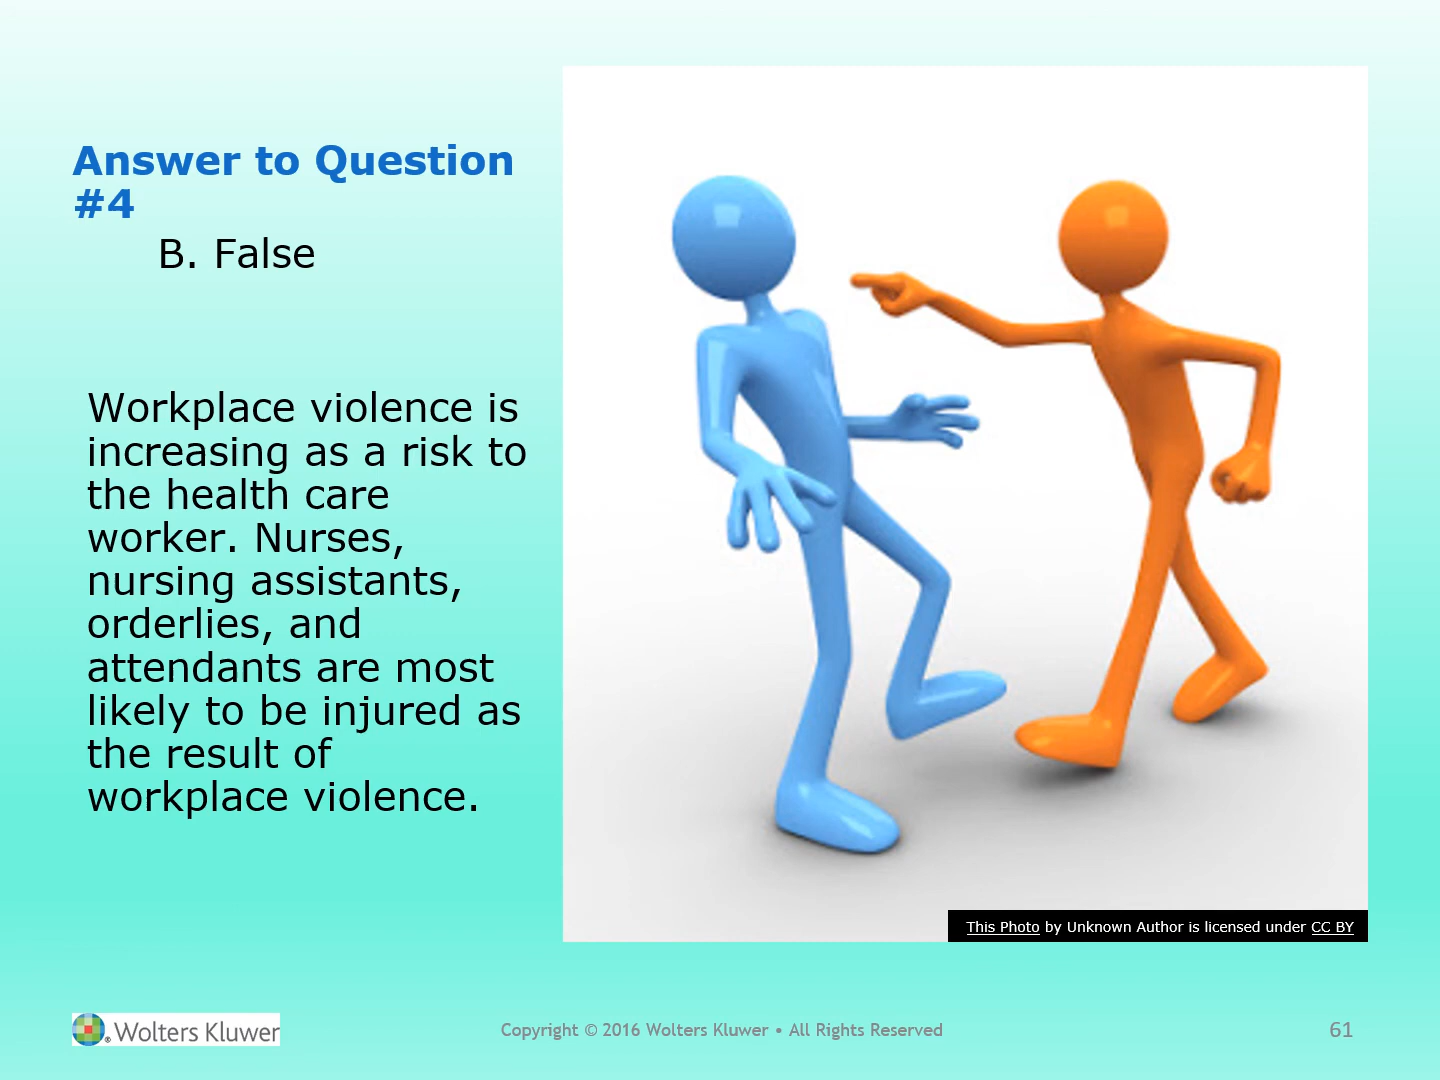 Answer to Question
#4
B. False
Workplace violence is
increasing as a risk to
the health care
worker. Nurses,
nursing assistants,
orderlies, and
attendants are most
likely to be injured as
the result of
workplace violence.
This Photo by Unknown Author is licensed under CC BY
® Wolters Kluwer
Copyright © 2016 Wolters Kluwer • All Rights Reserved
61